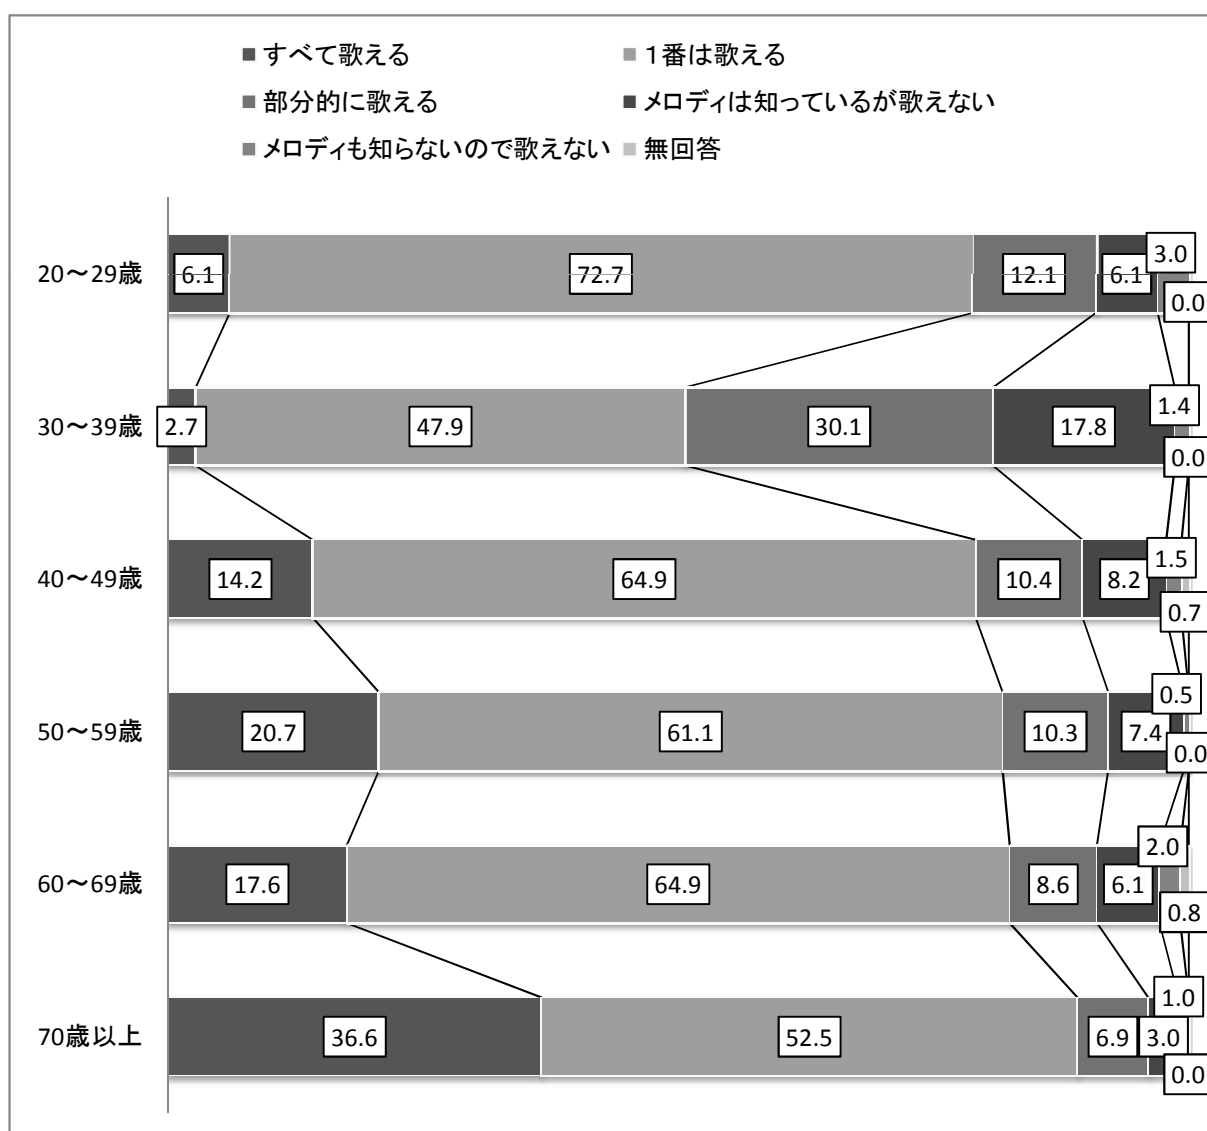 すべて歌える １番は歌える
部分的に歌える メロディは知っているが歌えない
メロディも知らないので歌えない 無回答
20～29歳 6.1 72.7 12.1 6.1 3.0 0.0
30～39歳 2.7 47.9 30.1 17.8 1.4 0.0
40～49歳 14.2 64.9 10.4 8.2 1.5 0.7
50～59歳 20.7 61.1 10.3 7.4 0.5 0.0
60～69歳 17.6 64.9 8.6 6.1 2.0 0.8
70歳以上 36.6 52.5 6.9 3.0 1.0 0.0